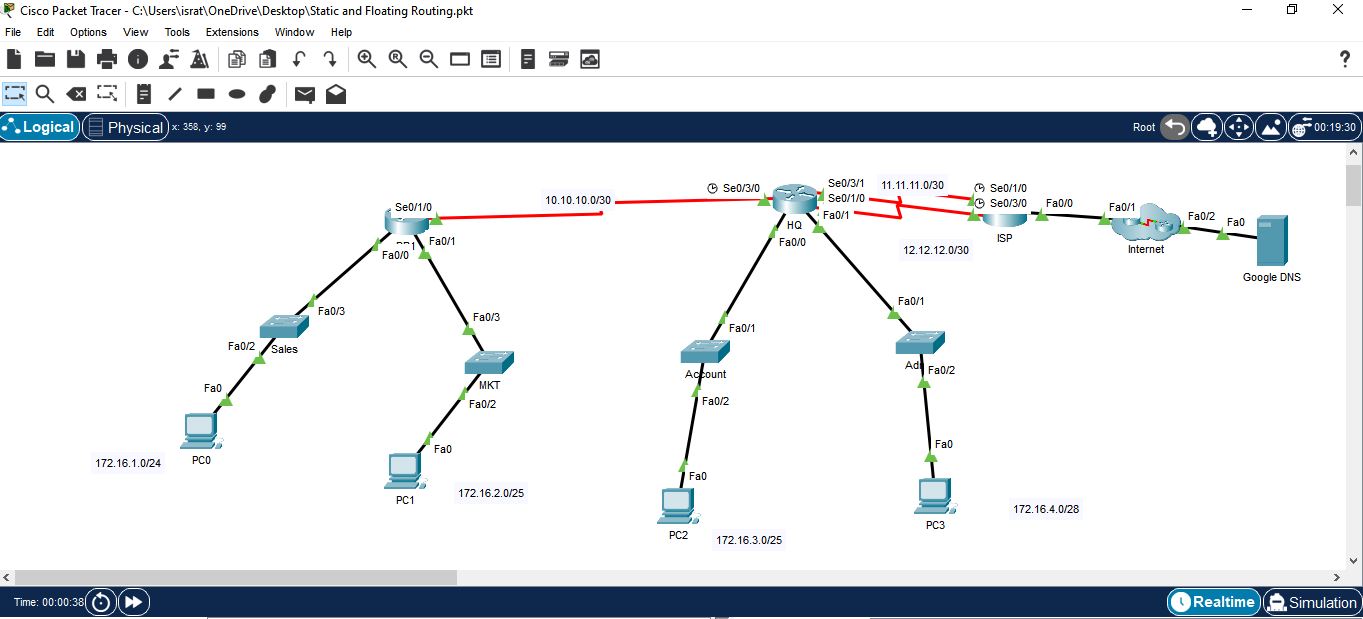 Cisco Packet Tracer - C:\Users\israt\OneDrive\Desktop\Static and Floating Routing.pkt
File Edit Options View Tools Extensions Window Help
Logical Physical x: 358, y: 99 Root 00:19:30
Se0/1/0
10.10.10.0/30
Se0/3/0
HQ
Se0/3/1
Se0/1/0
Fa0/1
11.11.11.0/30
Se0/1/0
Se0/3/0
ISP
Fa0/0
Fa0/1
Internet
Fa0/2
Fa0
Google DNS
12.12.12.0/30
Fa0/1
Fa0/0
Fa0/0
Fa0/3
Fa0/2
Sales
Fa0
PC0
172.16.1.0/24
Fa0/3
MKT
Fa0/2
Fa0
PC1
172.16.2.0/25
Fa0/1
Account
Fa0/2
Fa0
PC2
172.16.3.0/25
Fa0/1
Fa0/2
Fa0
PC3
172.16.4.0/28
Time: 00:00:38 Realtime Simulation